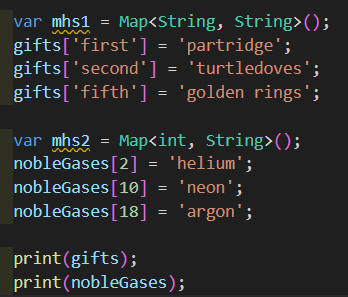 var mhs1 = Map<String, String>();
gifts['first'] = 'partridge';
gifts['second'] = 'turtledoves';
gifts['fifth'] = 'golden rings';
var mhs2 = Map<int, String>();
nobleGases[2] = 'helium';
nobleGases[10] = 'neon';
nobleGases[18] = 'argon';
print(gifts);
print(nobleGases);